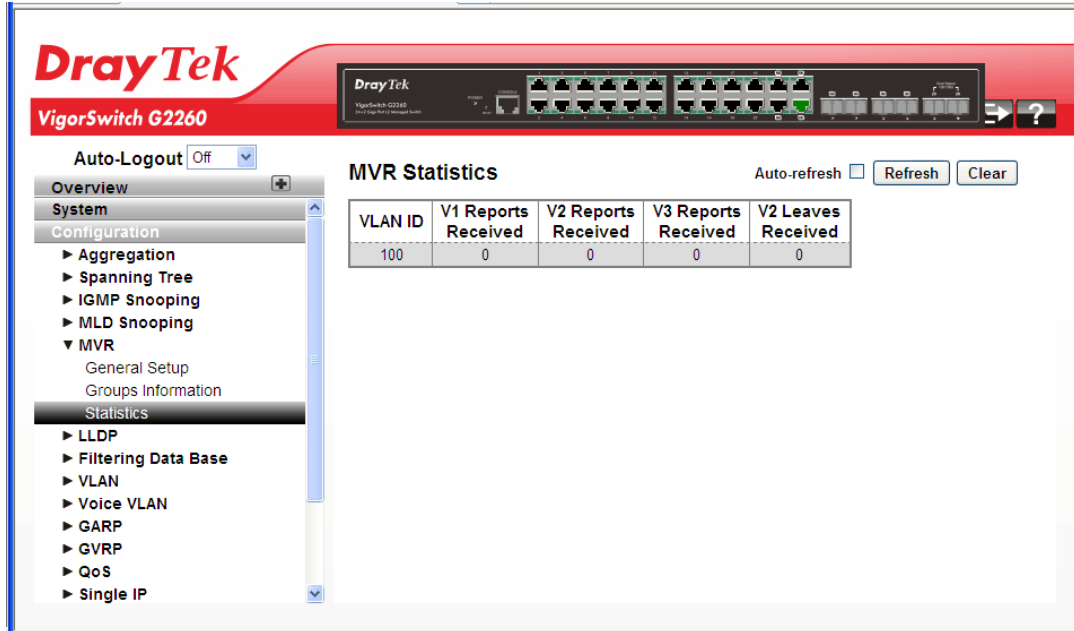 DrayTek
VigorSwitch G2260
DrayTek
VigorSwitch G2260
?
Auto-Logout Off
Overview
System
Configuration
► Aggregation
► Spanning Tree
► IGMP Snooping
► MLD Snooping
▼ MVR
General Setup
Groups Information
Statistics
► LLDP
► Filtering Data Base
► VLAN
► Voice VLAN
► GARP
► GVRP
► QoS
► Single IP
MVR Statistics
Auto-refresh Refresh Clear
VLAN ID V1 Reports Received V2 Reports Received V3 Reports Received V2 Leaves Received
100 0 0 0 0